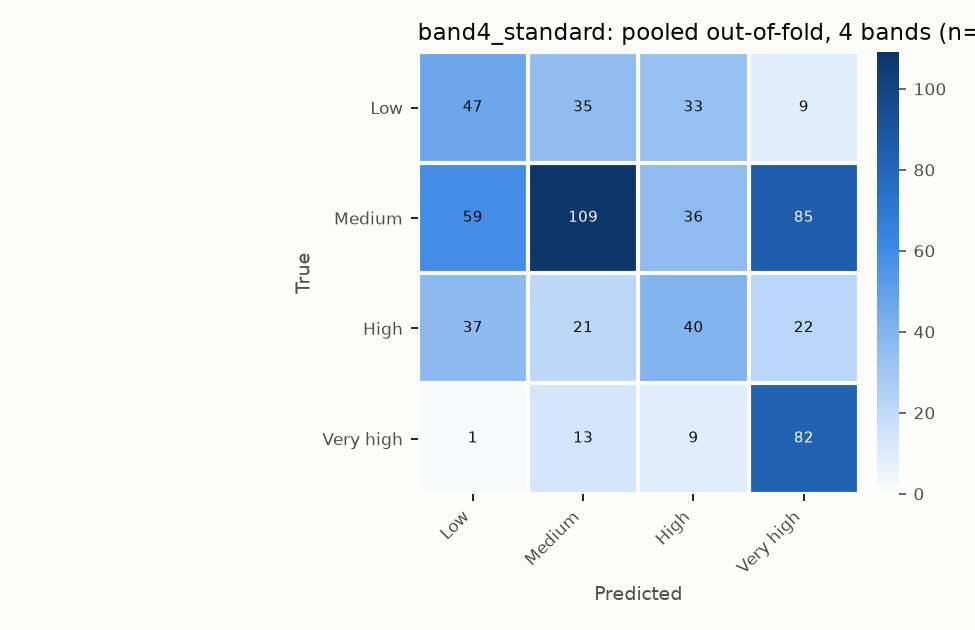 band4_standard: pooled out-of-fold, 4 bands (n=
True
Low 47 35 33 9
Medium 59 109 36 85
High 37 21 40 22
Very high 1 13 9 82
Low Medium High Very high
Predicted
100
80
60
40
20
0